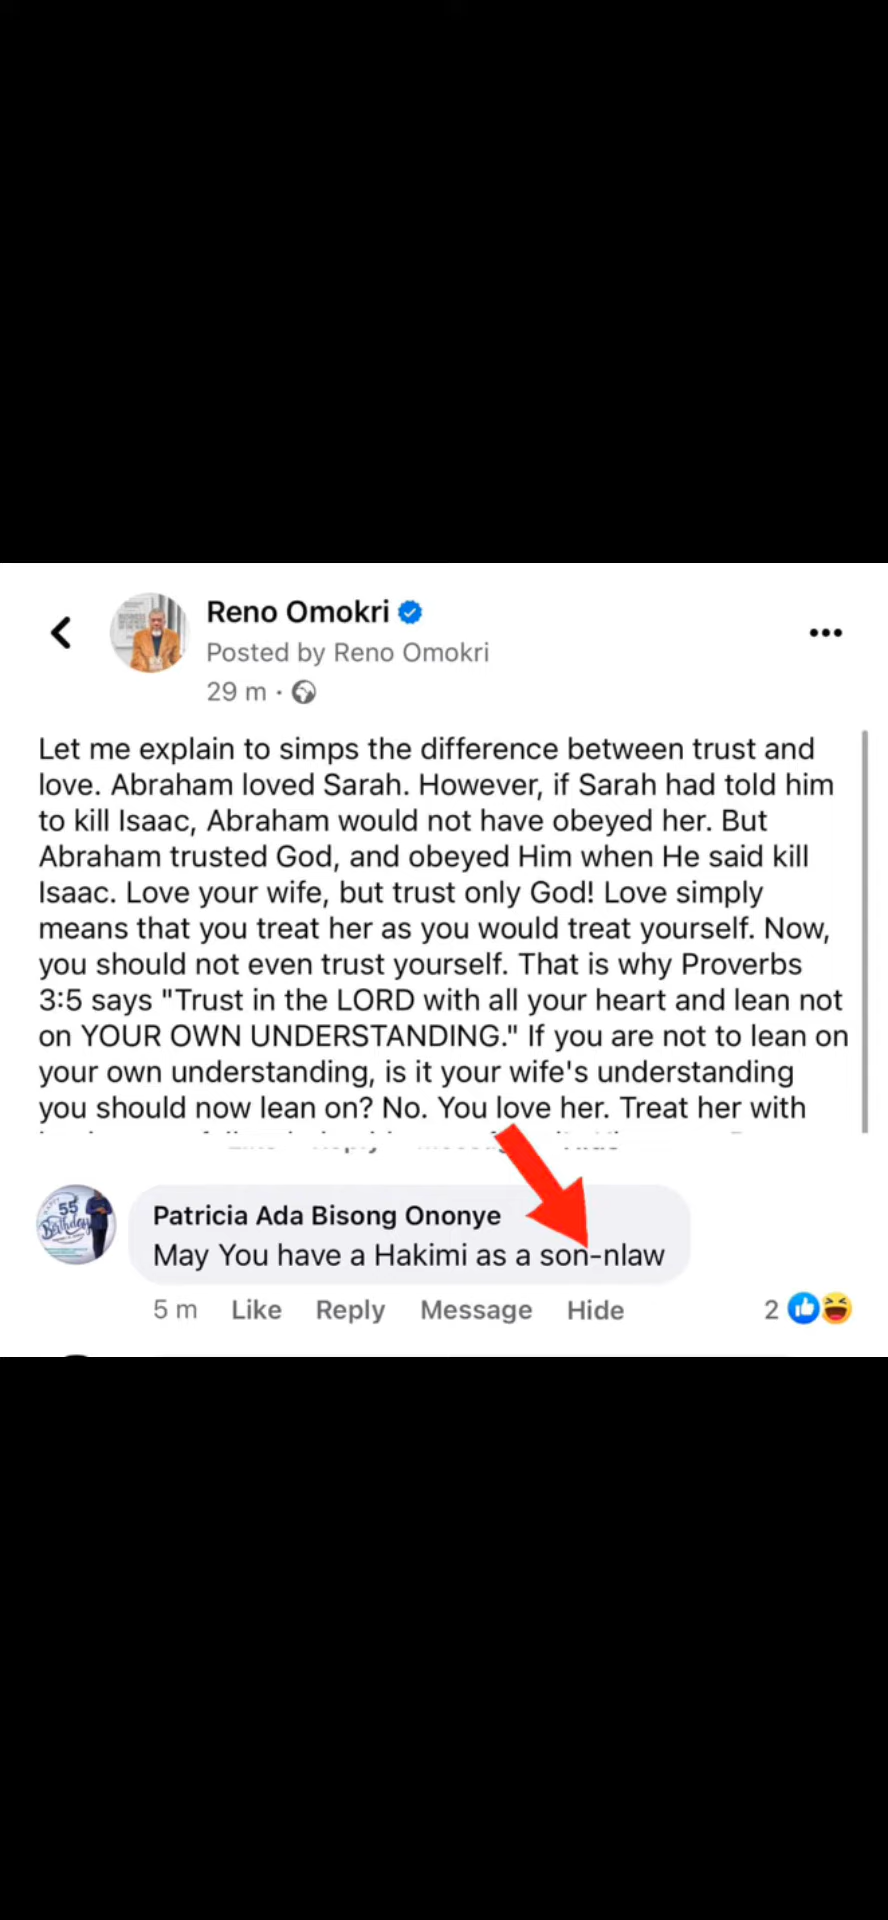 Reno Omokri
Posted by Reno Omokri
29 m ·
Let me explain to simps the difference between trust and
love. Abraham loved Sarah. However, if Sarah had told him
to kill Isaac, Abraham would not have obeyed her. But
Abraham trusted God, and obeyed Him when He said kill
Isaac. Love your wife, but trust only God! Love simply
means that you treat her as you would treat yourself. Now,
you should not even trust yourself. That is why Proverbs
3:5 says "Trust in the LORD with all your heart and lean not
on YOUR OWN UNDERSTANDING." If you are not to lean on
your own understanding, is it your wife's understanding
you should now lean on? No. You love her. Treat her with
55
Birthday
Patricia Ada Bisong Ononye
May You have a Hakimi as a son-nlaw
5 m Like Reply Message Hide 2